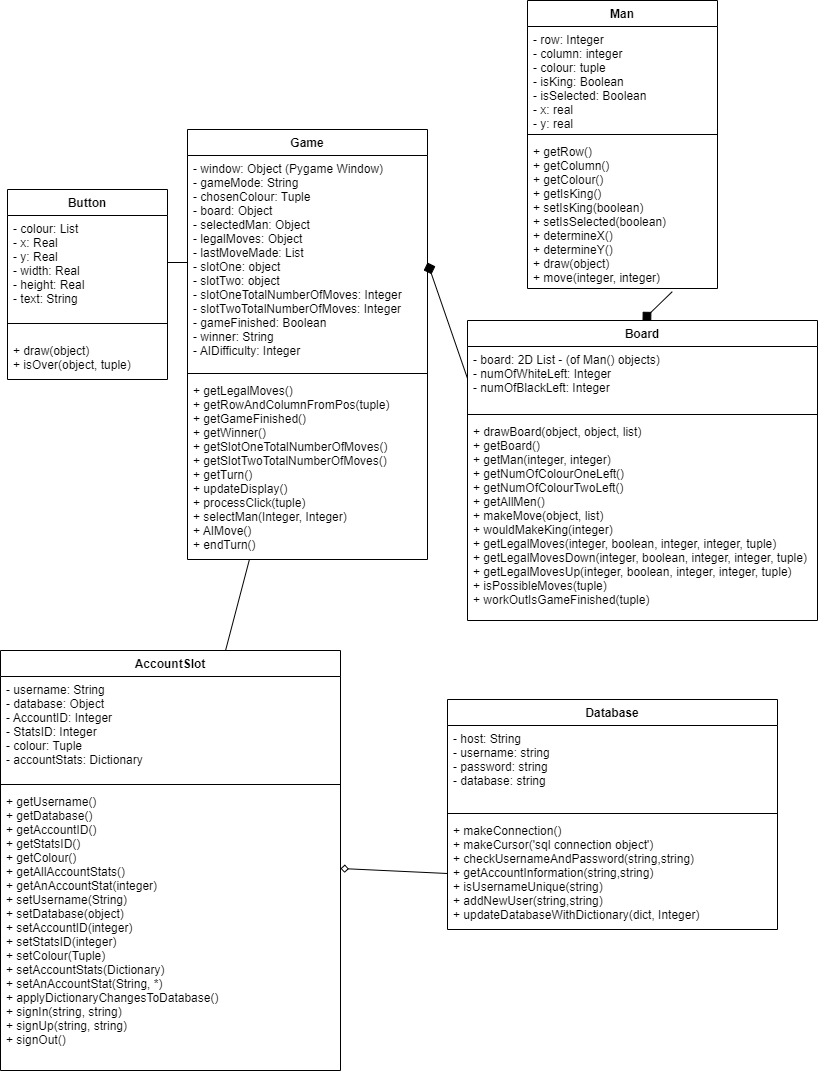 Man
- row: Integer
- column: integer
- colour: tuple
- isKing: Boolean
- isSelected: Boolean
- x: real
- y: real
+ getRow()
+ getColumn()
+ getColour()
+ getIsKing()
+ setIsKing(boolean)
+ setIsSelected(boolean)
+ determineX()
+ determineY()
+ draw(object)
+ move(integer, integer)
Game
- window: Object (Pygame Window)
- gameMode: String
- chosenColour: Tuple
- board: Object
- selectedMan: Object
- legalMoves: Object
- lastMoveMade: List
- slotOne: object
- slotTwo: object
- slotOneTotalNumberOfMoves: Integer
- slotTwoTotalNumberOfMoves: Integer
- gameFinished: Boolean
- winner: String
- AIDifficulty: Integer
+ getLegalMoves()
+ getRowAndColumnFromPos(tuple)
+ getGameFinished()
+ getWinner()
+ getSlotOneTotalNumberOfMoves()
+ getSlotTwoTotalNumberOfMoves()
+ getTurn()
+ updateDisplay()
+ processClick(tuple)
+ selectMan(Integer, Integer)
+ AIMove()
+ endTurn()
Button
- colour: List
- x: Real
- y: Real
- width: Real
- height: Real
- text: String
+ draw(object)
+ isOver(object, tuple)
Board
- board: 2D List - (of Man() objects)
- numOfWhiteLeft: Integer
- numOfBlackLeft: Integer
+ drawBoard(object, object, list)
+ getBoard()
+ getMan(integer, integer)
+ getNumOfColourOneLeft()
+ getNumOfColourTwoLeft()
+ getAllMen()
+ makeMove(object, list)
+ wouldMakeKing(integer)
+ getLegalMoves(integer, boolean, integer, integer, tuple)
+ getLegalMovesDown(integer, boolean, integer, integer, tuple)
+ getLegalMovesUp(integer, boolean, integer, integer, tuple)
+ isPossibleMoves(tuple)
+ workOutIsGameFinished(tuple)
AccountSlot
- username: String
- database: Object
- AccountID: Integer
- StatsID: Integer
- colour: Tuple
- accountStats: Dictionary
+ getUsername()
+ getDatabase()
+ getAccountID()
+ getStatsID()
+ getColour()
+ getAllAccountStats()
+ getAnAccountStat(integer)
+ setUsername(String)
+ setDatabase(object)
+ setAccountID(integer)
+ setStatsID(integer)
+ setColour(Tuple)
+ setAccountStats(Dictionary)
+ setAnAccountStat(String, *)
+ applyDictionaryChangesToDatabase()
+ signIn(string, string)
+ signUp(string, string)
+ signOut()
Database
- host: String
- username: string
- password: string
- database: string
+ makeConnection()
+ makeCursor('sql connection object')
+ checkUsernameAndPassword(string,string)
+ getAccountInformation(string,string)
+ isUsernameUnique(string)
+ addNewUser(string,string)
+ updateDatabaseWithDictionary(dict, Integer)